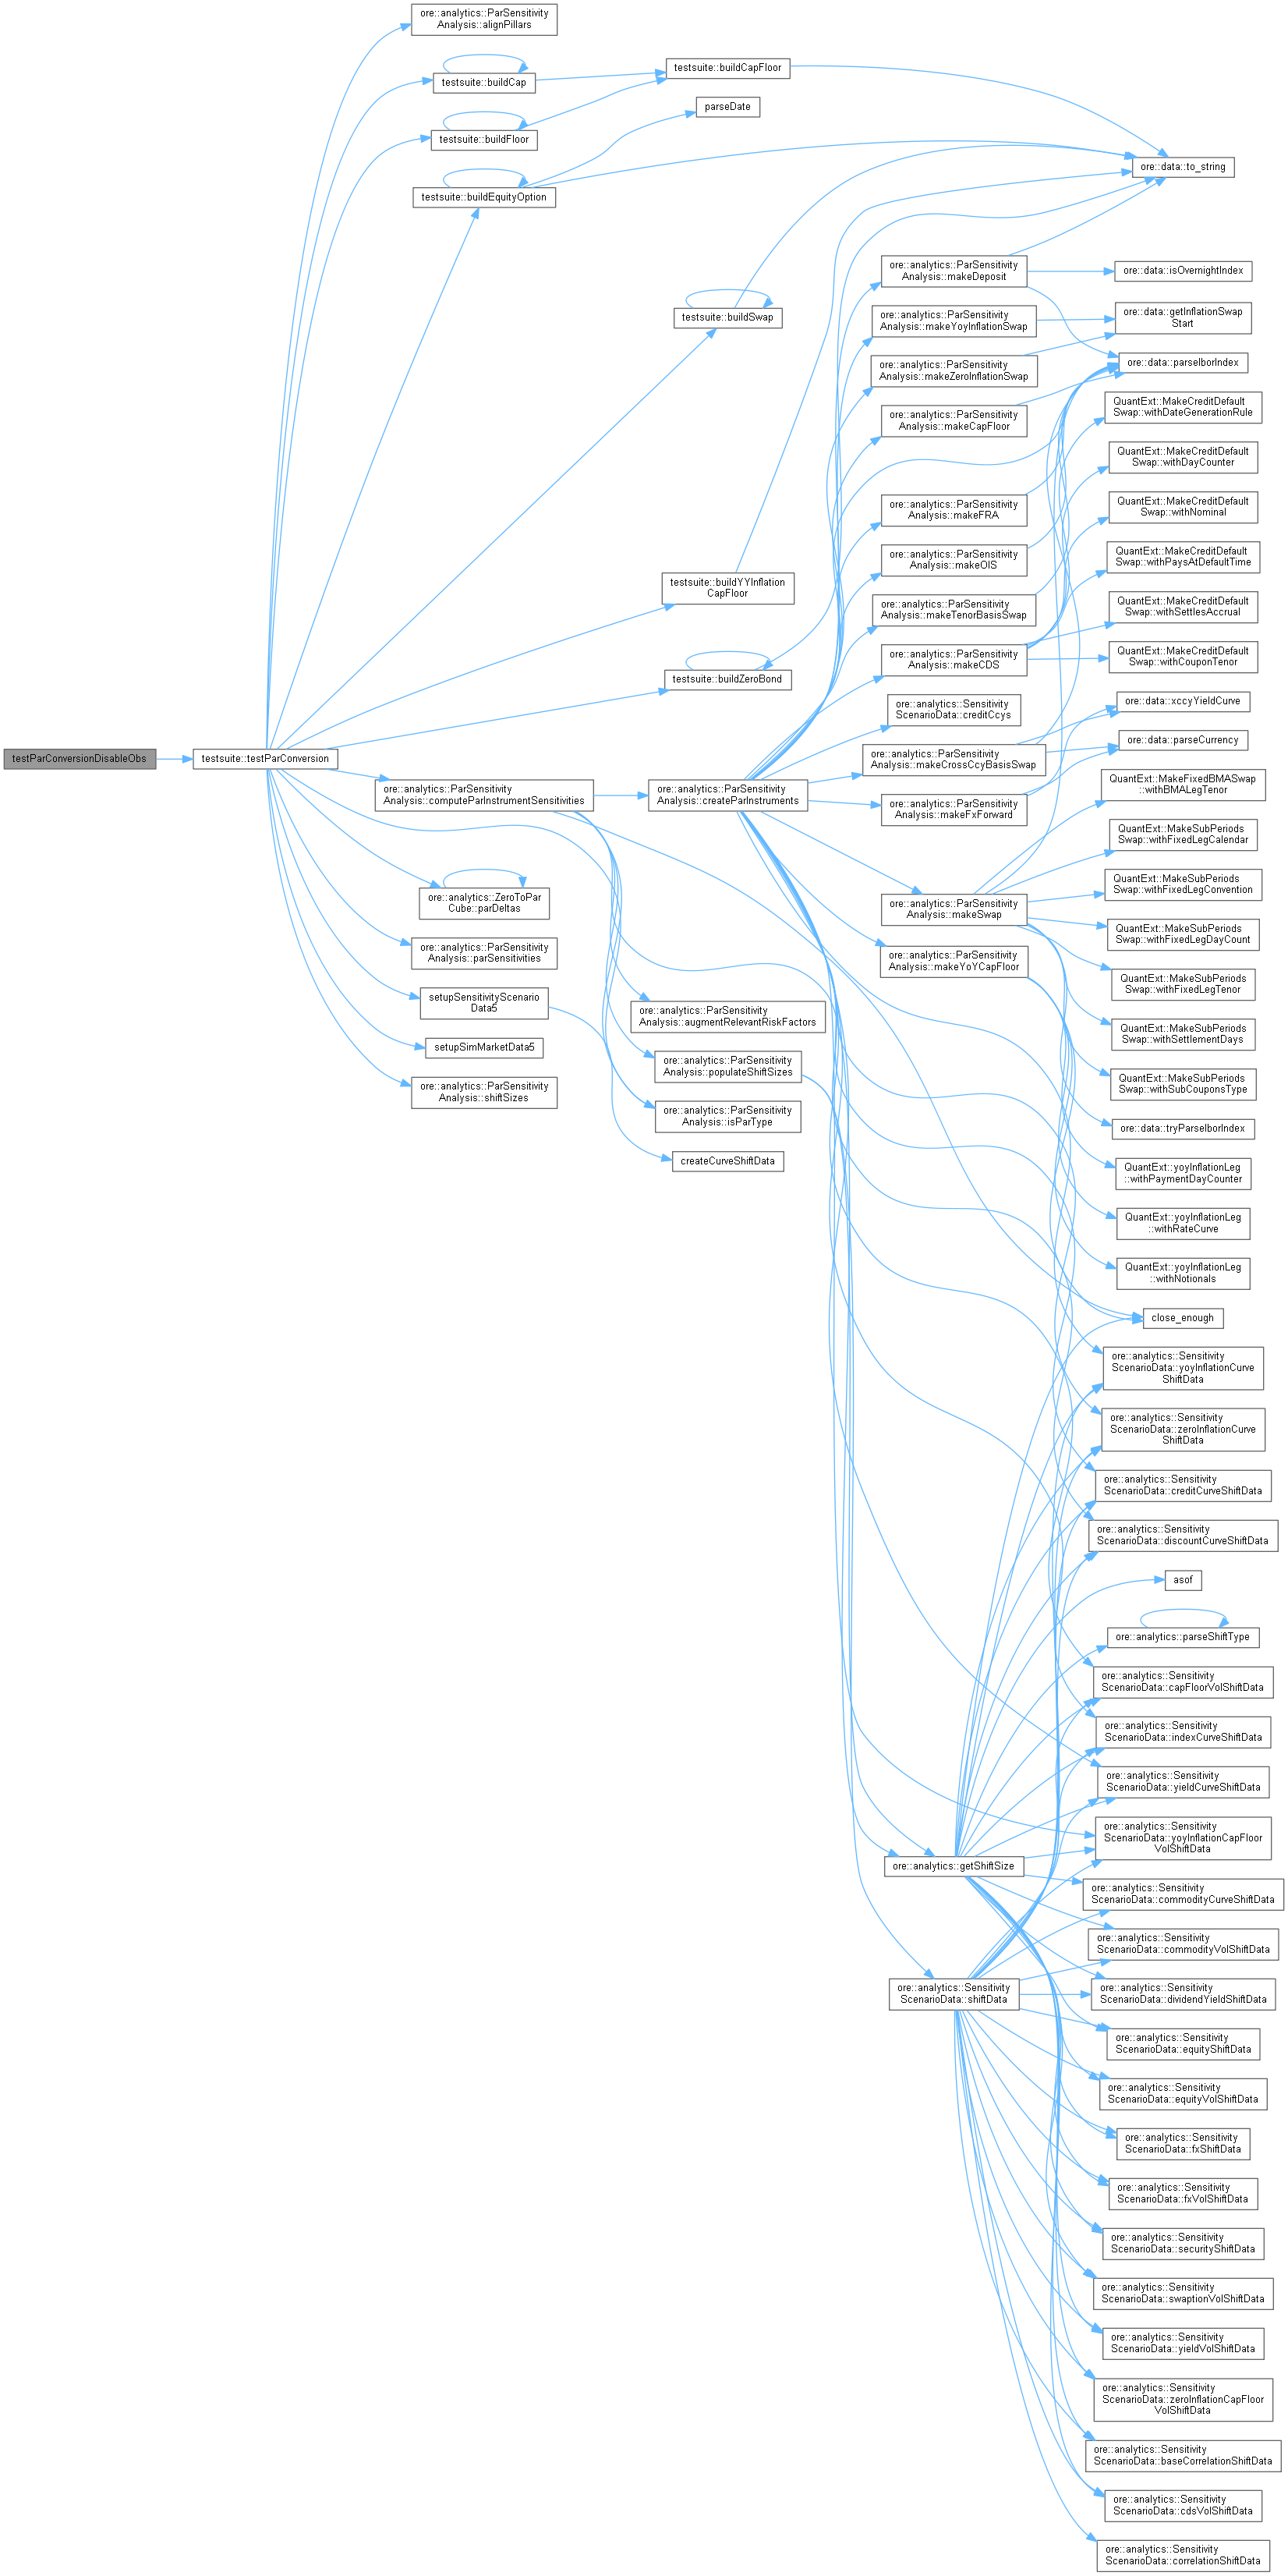 ore::analytics::ParSensitivity
Analysis::alignPillars
testsuite::buildCap
testsuite::buildCapFloor
parseDate
testsuite::buildFloor
ore::data::to_string
testsuite::buildEquityOption
ore::analytics::ParSensitivity
Analysis::makeDeposit
ore::data::isOvernightIndex
testsuite::buildSwap
ore::analytics::ParSensitivity
Analysis::makeYoyInflationSwap
ore::data::getInflationSwap
Start
ore::analytics::ParSensitivity
Analysis::makeZeroInflationSwap
ore::data::parseIborIndex
ore::analytics::ParSensitivity
Analysis::makeCapFloor
QuantExt::MakeCreditDefault
Swap::withDateGenerationRule
QuantExt::MakeCreditDefault
Swap::withDayCounter
ore::analytics::ParSensitivity
Analysis::makeFRA
QuantExt::MakeCreditDefault
Swap::withNominal
ore::analytics::ParSensitivity
Analysis::makeOIS
QuantExt::MakeCreditDefault
Swap::withPaysAtDefaultTime
testsuite::buildYYInflation
CapFloor
ore::analytics::ParSensitivity
Analysis::makeTenorBasisSwap
QuantExt::MakeCreditDefault
Swap::withSettlesAccrual
ore::analytics::ParSensitivity
Analysis::makeCDS
QuantExt::MakeCreditDefault
Swap::withCouponTenor
testsuite::buildZeroBond
ore::analytics::Sensitivity
ScenarioData::creditCcys
ore::data::xccyYieldCurve
testParConversionDisableObs
testsuite::testParConversion
ore::analytics::ParSensitivity
Analysis::makeCrossCcyBasisSwap
ore::data::parseCurrency
ore::analytics::ParSensitivity
Analysis::computeParInstrumentSensitivities
ore::analytics::ParSensitivity
Analysis::createParInstruments
ore::analytics::ParSensitivity
Analysis::makeFxForward
QuantExt::MakeFixedBMASwap
::withBMALegTenor
QuantExt::MakeSubPeriods
Swap::withFixedLegCalendar
ore::analytics::ZeroToPar
Cube::parDeltas
ore::analytics::ParSensitivity
Analysis::makeSwap
QuantExt::MakeSubPeriods
Swap::withFixedLegConvention
QuantExt::MakeSubPeriods
Swap::withFixedLegDayCount
ore::analytics::ParSensitivity
Analysis::parSensitivities
ore::analytics::ParSensitivity
Analysis::makeYoYCapFloor
QuantExt::MakeSubPeriods
Swap::withFixedLegTenor
setupSensitivityScenario
Data5
ore::analytics::ParSensitivity
Analysis::augmentRelevantRiskFactors
QuantExt::MakeSubPeriods
Swap::withSettlementDays
setupSimMarketData5
ore::analytics::ParSensitivity
Analysis::populateShiftSizes
QuantExt::MakeSubPeriods
Swap::withSubCouponsType
ore::analytics::ParSensitivity
Analysis::shiftSizes
ore::analytics::ParSensitivity
Analysis::isParType
ore::data::tryParseIborIndex
createCurveShiftData
QuantExt::yoyInflationLeg
::withPaymentDayCounter
QuantExt::yoyInflationLeg
::withRateCurve
QuantExt::yoyInflationLeg
::withNotionals
close_enough
ore::analytics::Sensitivity
ScenarioData::yoyInflationCurve
ShiftData
ore::analytics::Sensitivity
ScenarioData::zeroInflationCurve
ShiftData
ore::analytics::Sensitivity
ScenarioData::creditCurveShiftData
ore::analytics::Sensitivity
ScenarioData::discountCurveShiftData
asof
ore::analytics::parseShiftType
ore::analytics::Sensitivity
ScenarioData::capFloorVolShiftData
ore::analytics::Sensitivity
ScenarioData::indexCurveShiftData
ore::analytics::Sensitivity
ScenarioData::yieldCurveShiftData
ore::analytics::Sensitivity
ScenarioData::yoyInflationCapFloor
VolShiftData
ore::analytics::getShiftSize
ore::analytics::Sensitivity
ScenarioData::commodityCurveShiftData
ore::analytics::Sensitivity
ScenarioData::commodityVolShiftData
ore::analytics::Sensitivity
ScenarioData::shiftData
ore::analytics::Sensitivity
ScenarioData::dividendYieldShiftData
ore::analytics::Sensitivity
ScenarioData::equityShiftData
ore::analytics::Sensitivity
ScenarioData::equityVolShiftData
ore::analytics::Sensitivity
ScenarioData::fxShiftData
ore::analytics::Sensitivity
ScenarioData::fxVolShiftData
ore::analytics::Sensitivity
ScenarioData::securityShiftData
ore::analytics::Sensitivity
ScenarioData::swaptionVolShiftData
ore::analytics::Sensitivity
ScenarioData::yieldVolShiftData
ore::analytics::Sensitivity
ScenarioData::zeroInflationCapFloor
VolShiftData
ore::analytics::Sensitivity
ScenarioData::baseCorrelationShiftData
ore::analytics::Sensitivity
ScenarioData::cdsVolShiftData
ore::analytics::Sensitivity
ScenarioData::correlationShiftData